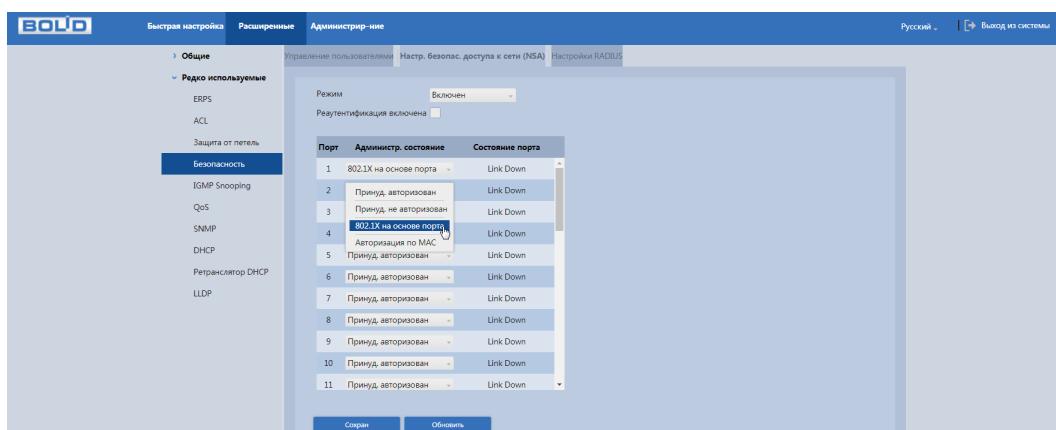 BOLID Быстрая настройка Расширенные Администрир-ние Русский Выход из системы
Общие
Редко используемые
ERPS
ACL
Защита от петель
Безопасность
IGMP Snooping
QoS
SNMP
DHCP
Ретранслятор DHCP
LLDP
Управление пользователями Настр. безопас. доступа к сети (NSA) Настройки RADIUS
Режим Включен
Реаутентификация включена
Порт Администр. состояние Состояние порта
1 802.1X на основе порта Link Down
2 Link Down
3 Link Down
4 Link Down
Принуд. авторизован
Принуд. не авторизован
802.1X на основе порта
Авторизация по MAC
5 Принуд. авторизован Link Down
6 Принуд. авторизован Link Down
7 Принуд. авторизован Link Down
8 Принуд. авторизован Link Down
9 Принуд. авторизован Link Down
10 Принуд. авторизован Link Down
11 Принуд. авторизован Link Down
Сохран Обновить